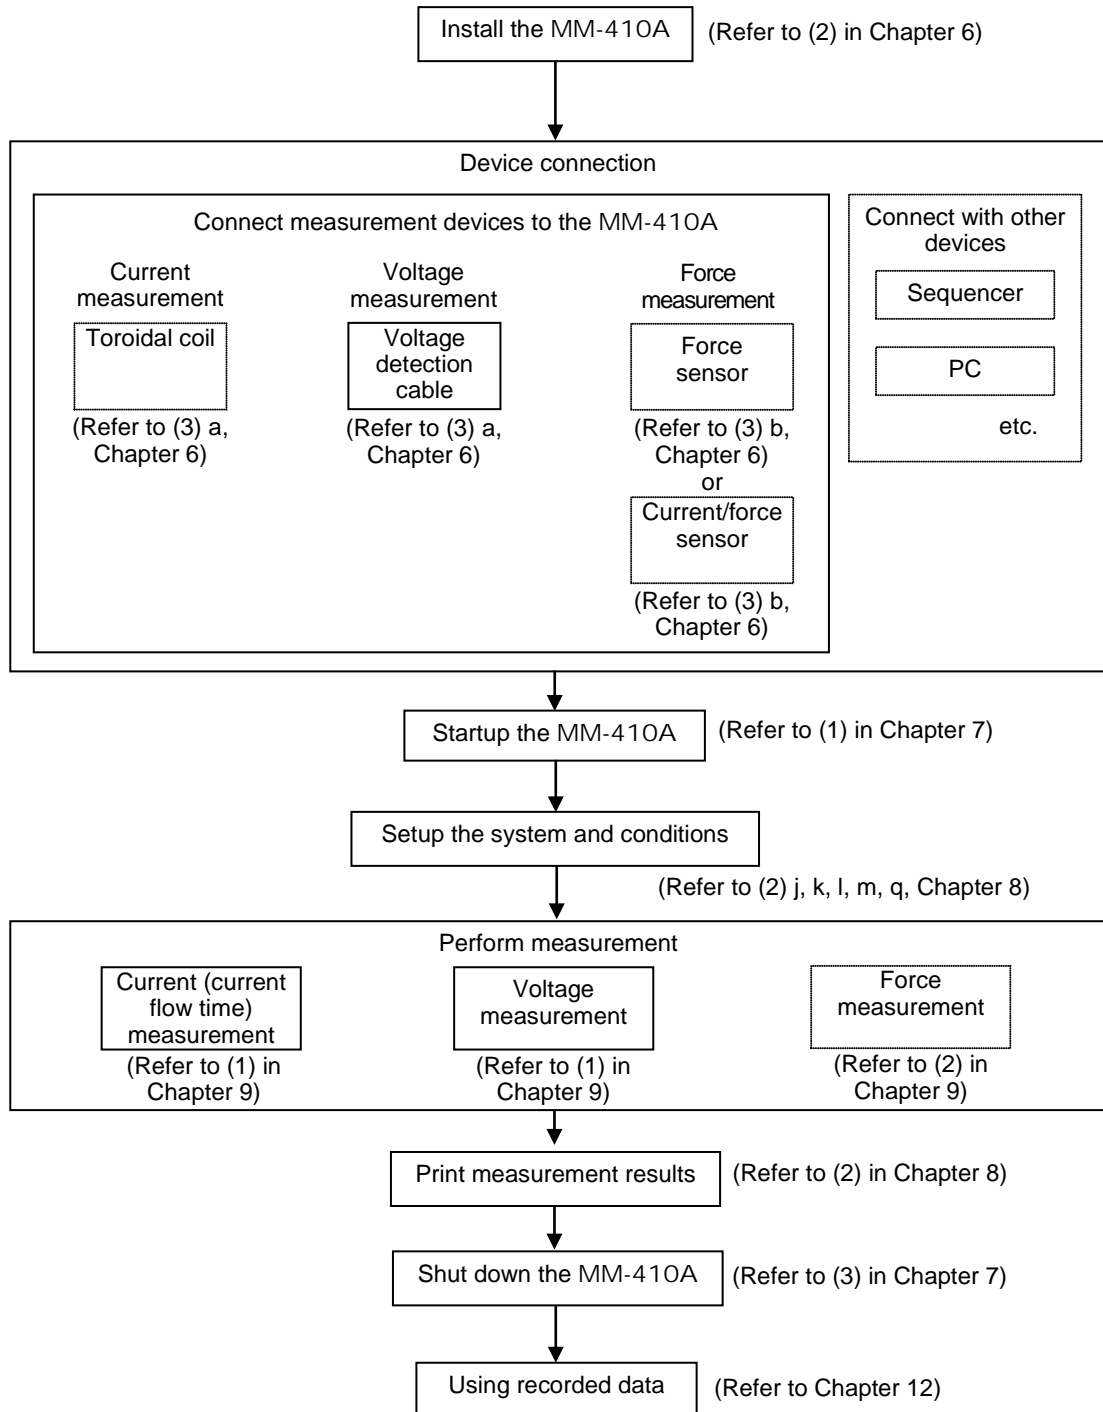 Install the MM-410A
(Refer to (2) in Chapter 6)
Device connection
Connect measurement devices to the MM-410A
Current
measurement
Toroidal coil
(Refer to (3) a,
Chapter 6)
Voltage
measurement
Voltage
detection
cable
(Refer to (3) a,
Chapter 6)
Force
measurement
Force
sensor
(Refer to (3) b,
Chapter 6)
or
Current/force
sensor
(Refer to (3) b,
Chapter 6)
Connect with other
devices
Sequencer
PC
etc.
Startup the MM-410A
(Refer to (1) in Chapter 7)
Setup the system and conditions
(Refer to (2) j, k, l, m, q, Chapter 8)
Perform measurement
Current (current
flow time)
measurement
(Refer to (1) in
Chapter 9)
Voltage
measurement
(Refer to (1) in
Chapter 9)
Force
measurement
(Refer to (2) in
Chapter 9)
Print measurement results
(Refer to (2) in Chapter 8)
Shut down the MM-410A
(Refer to (3) in Chapter 7)
Using recorded data
(Refer to Chapter 12)